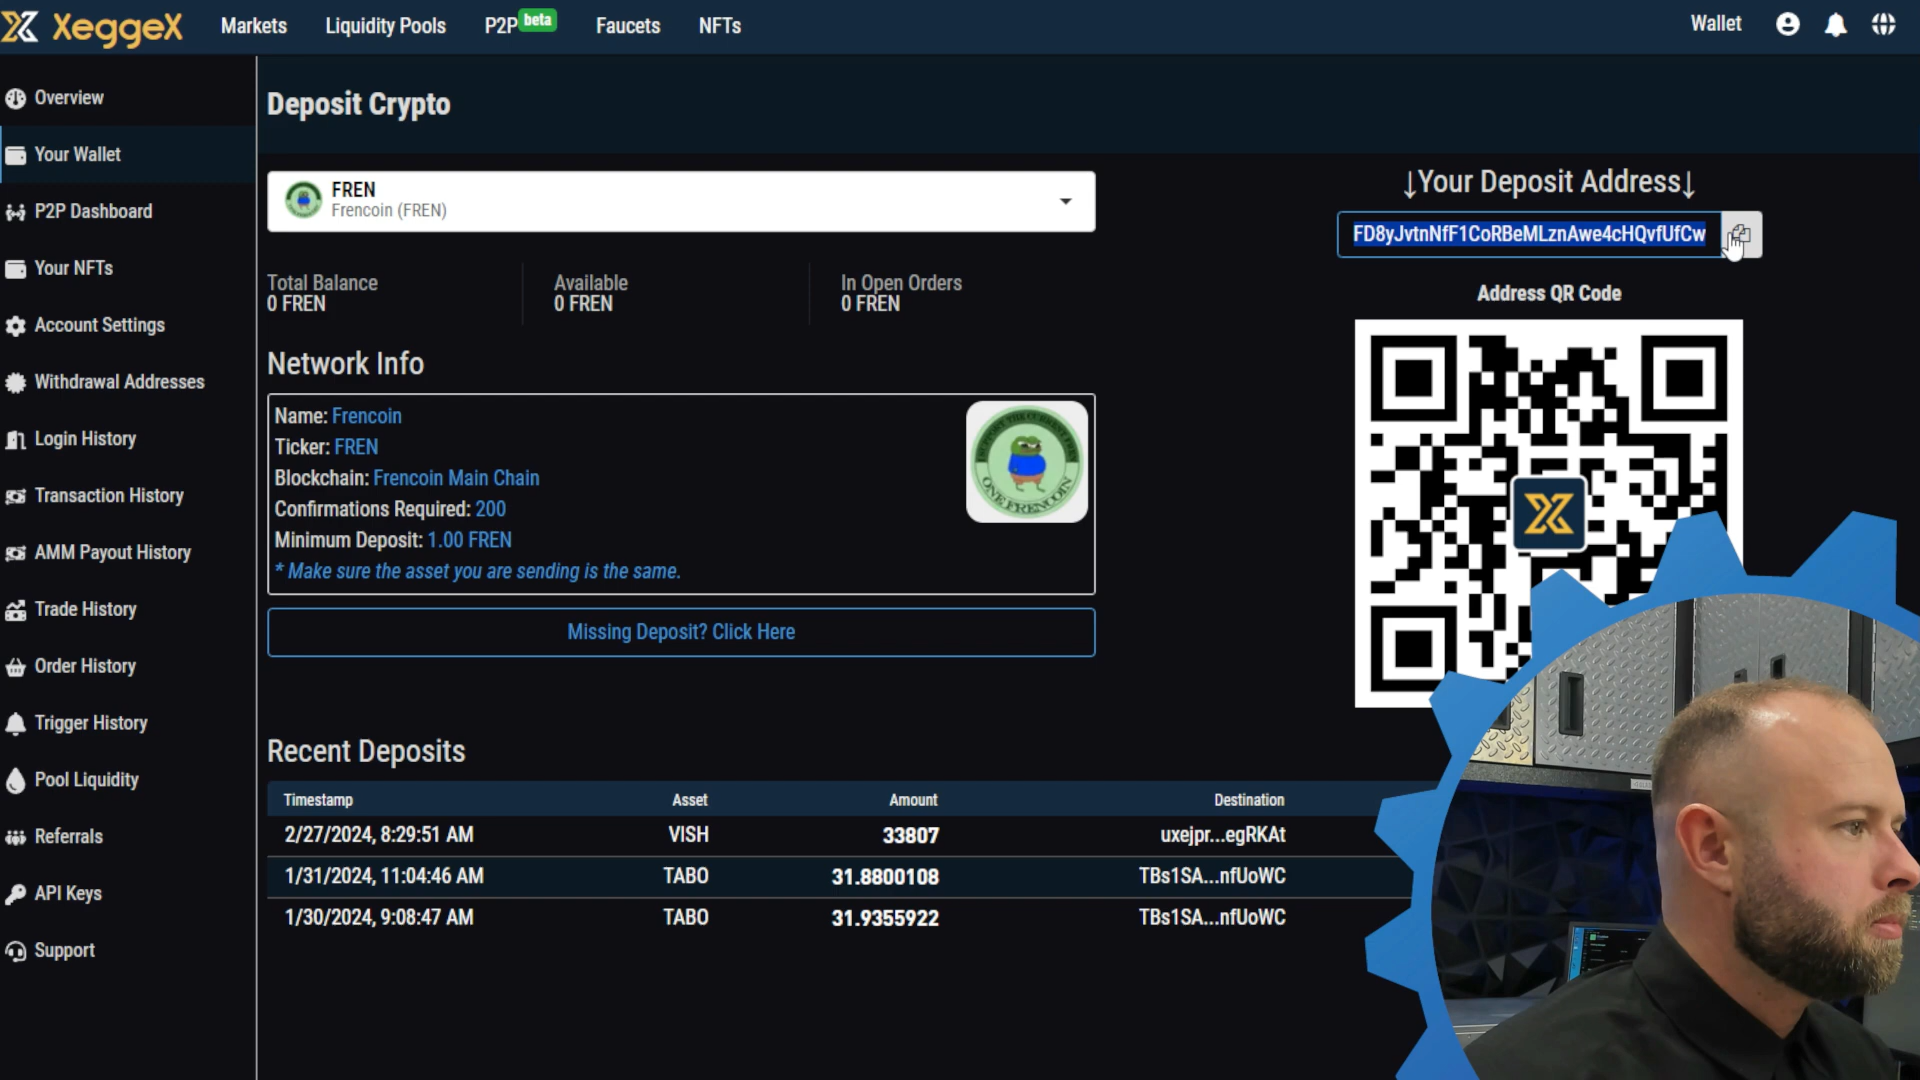 XeggeX
Markets
Liquidity Pools
P2P beta
Faucets
NFTs
Wallet
Overview
Your Wallet
P2P Dashboard
Your NFTs
Account Settings
Withdrawal Addresses
Login History
Transaction History
AMM Payout History
Trade History
Order History
Trigger History
Pool Liquidity
Referrals
API Keys
Support
Deposit Crypto
FREN
Frencoin (FREN)
Total Balance
0 FREN
Available
0 FREN
In Open Orders
0 FREN
Network Info
Name: Frencoin
Ticker: FREN
Blockchain: Frencoin Main Chain
Confirmations Required: 200
Minimum Deposit: 1.00 FREN
* Make sure the asset you are sending is the same.
ONE FRENCOIN
Missing Deposit? Click Here
↓Your Deposit Address↓
FD8yJvtnNfF1CoRBeMLznAwe4cHQvfUfCw
Address QR Code
Recent Deposits
Timestamp Asset Amount Destination
2/27/2024, 8:29:51 AM VISH 33807 uxejpr...egRKAt
1/31/2024, 11:04:46 AM TABO 31.8800108 TBs1SA...nfUoWC
1/30/2024, 9:08:47 AM TABO 31.9355922 TBs1SA...nfUoWC